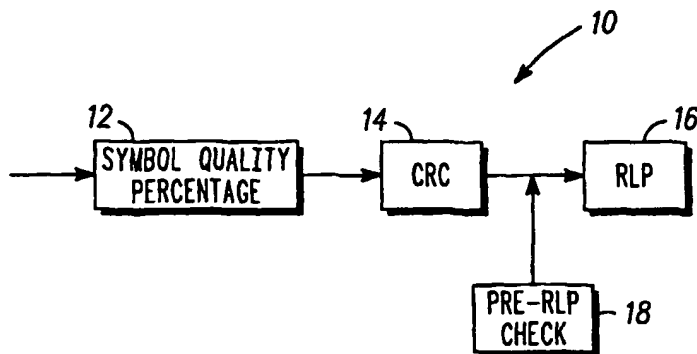 10
12
14
16
SYMBOL QUALITY
PERCENTAGE
CRC
RLP
PRE-RLP
CHECK
18